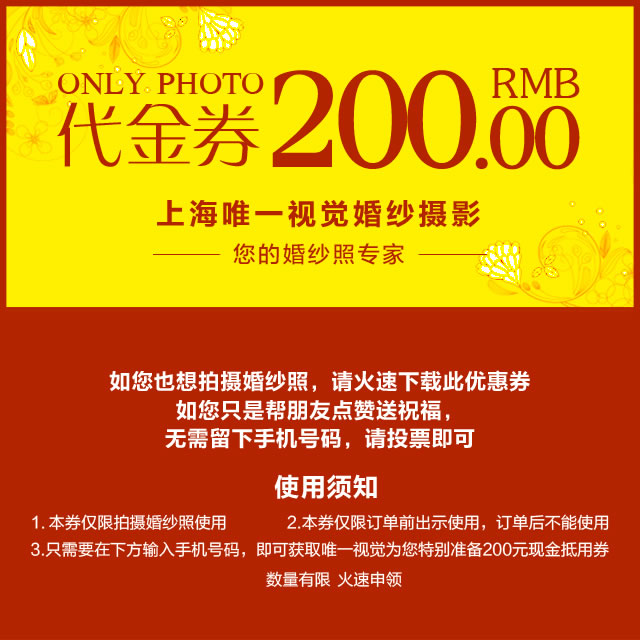 ONLY PHOTO
代金券
200.00
RMB
上海唯一视觉婚纱摄影
您的婚纱照专家
如您也想拍摄婚纱照，请火速下载此优惠券
如您只是帮朋友点赞送祝福，
无需留下手机号码，请投票即可
使用须知
1. 本券仅限拍摄婚纱照使用 2.本券仅限订单前出示使用，订单后不能使用
3.只需要在下方输入手机号码，即可获取唯一视觉为您特别准备200元现金抵用券
数量有限 火速申领